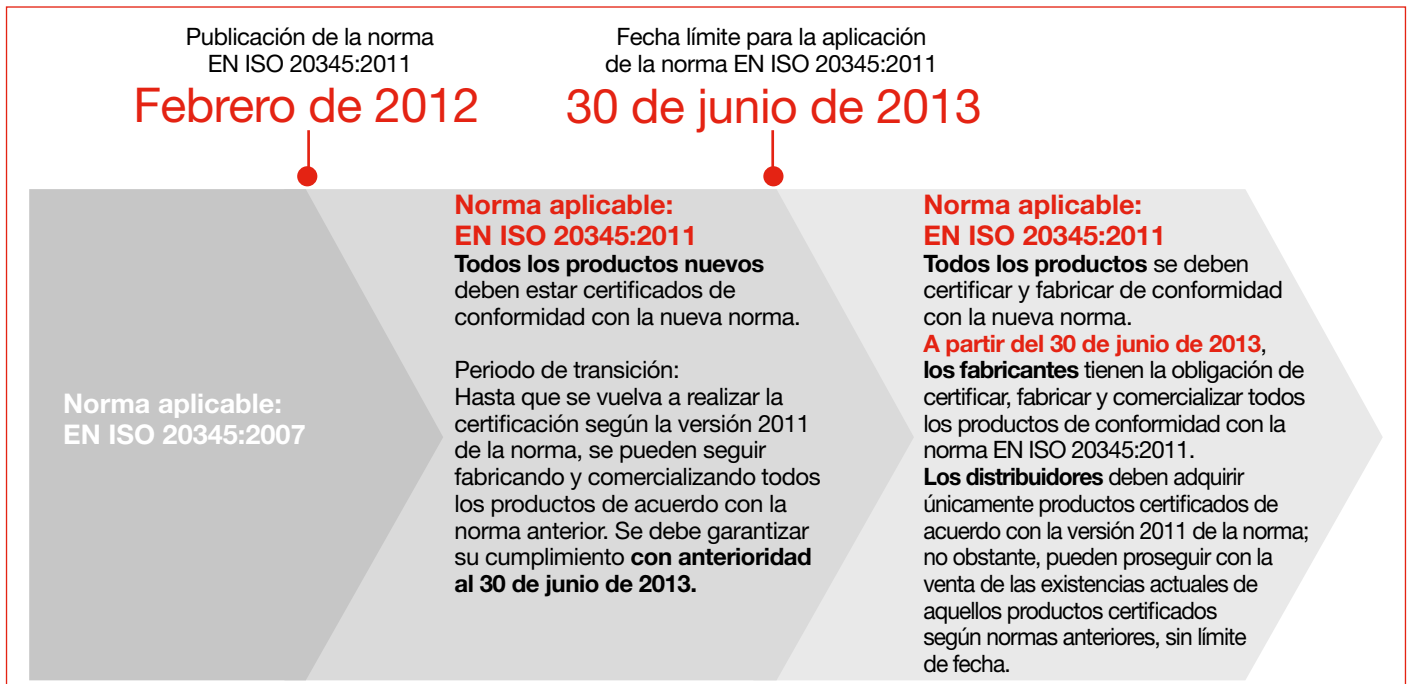 Publicación de la norma
EN ISO 20345:2011
Febrero de 2012
Fecha límite para la aplicación
de la norma EN ISO 20345:2011
30 de junio de 2013
Norma aplicable:
EN ISO 20345:2007
Norma aplicable:
EN ISO 20345:2011
Todos los productos nuevos
deben estar certificados de
conformidad con la nueva norma.
Periodo de transición:
Hasta que se vuelva a realizar la
certificación según la versión 2011
de la norma, se pueden seguir
fabricando y comercializando todos
los productos de acuerdo con la
norma anterior. Se debe garantizar
su cumplimiento con anterioridad
al 30 de junio de 2013.
Norma aplicable:
EN ISO 20345:2011
Todos los productos se deben
certificar y fabricar de conformidad
con la nueva norma.
A partir del 30 de junio de 2013,
los fabricantes tienen la obligación de
certificar, fabricar y comercializar todos
los productos de conformidad con la
norma EN ISO 20345:2011.
Los distribuidores deben adquirir
únicamente productos certificados de
acuerdo con la versión 2011 de la norma;
no obstante, pueden proseguir con la
venta de las existencias actuales de
aquellos productos certificados
según normas anteriores, sin límite
de fecha.